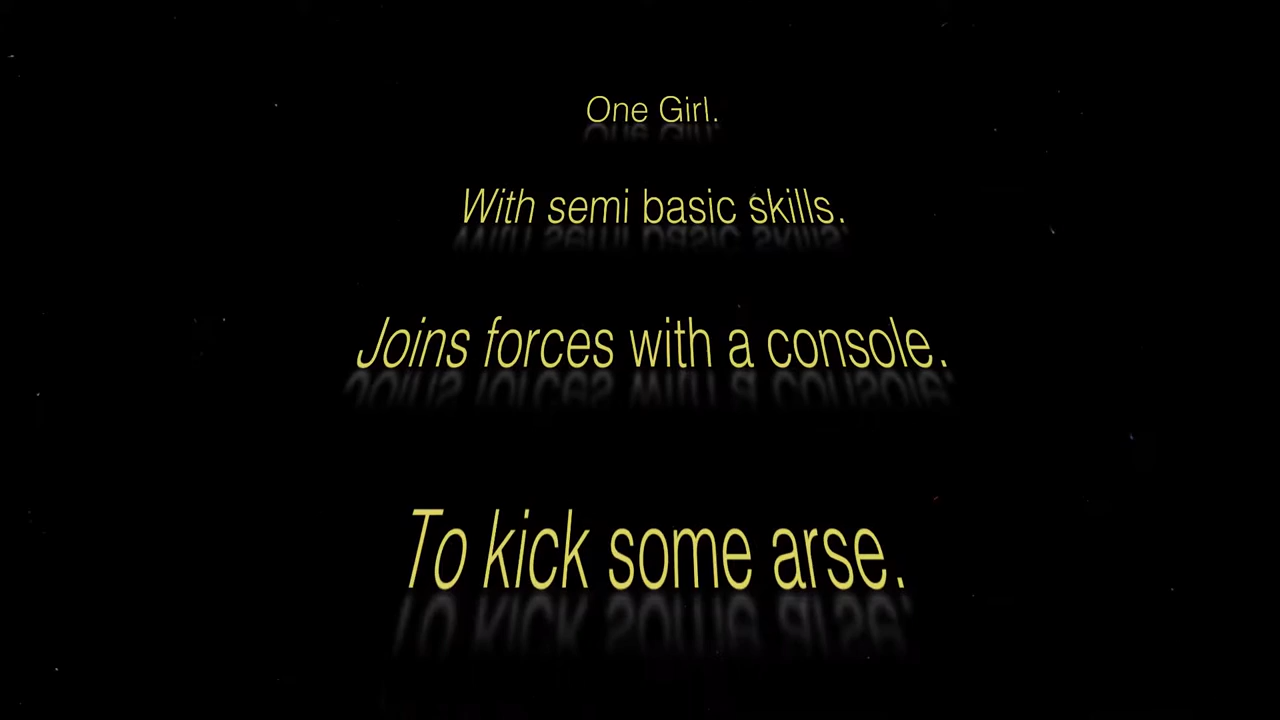 One Girl.
With semi basic skills.
Joins forces with a console.
To kick some arse.